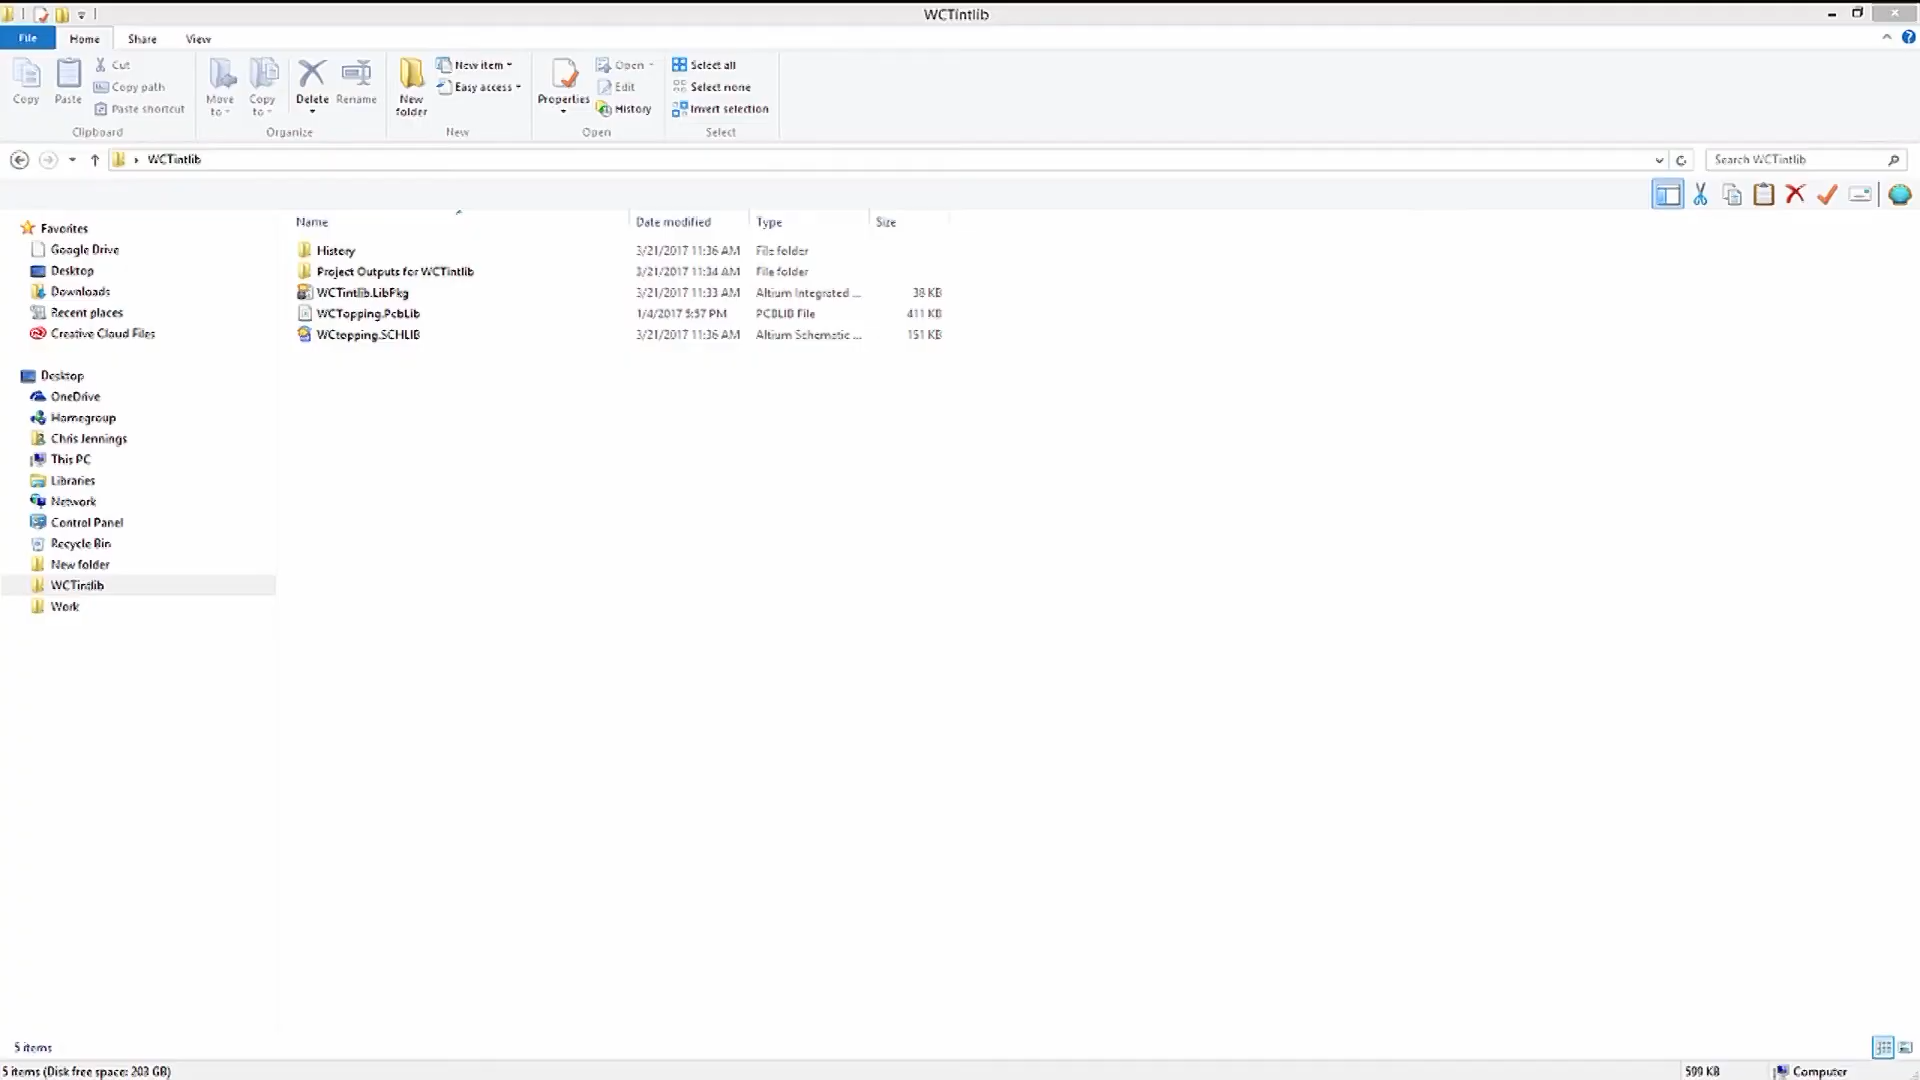 WCTintlib
File Home Share View
Copy Paste Cut Copy path Paste shortcut
Move to Copy to Delete Rename
New folder New item Easy access
Properties Open Edit History
Select all Select none Invert selection
Clipboard Organize New Open Select
WCTintlib Search WCTintlib
Name Date modified Type Size
History 3/21/2017 11:36 AM File folder
Project Outputs for WCTintlib 3/21/2017 11:34 AM File folder
WCTintlib.LibPkg 3/21/2017 11:33 AM Altium Integrated ... 38 KB
WCTopping.PcbLib 1/4/2017 5:57 PM PCBLIB File 411 KB
WCtopping.SCHLIB 3/21/2017 11:36 AM Altium Schematic ... 151 KB
Favorites
Google Drive
Desktop
Downloads
Recent places
Creative Cloud Files
Desktop
OneDrive
Homegroup
Chris Jennings
This PC
Libraries
Network
Control Panel
Recycle Bin
New folder
WCTintlib
Work
5 items
5 items (Disk free space: 203 GB) 599 KB Computer